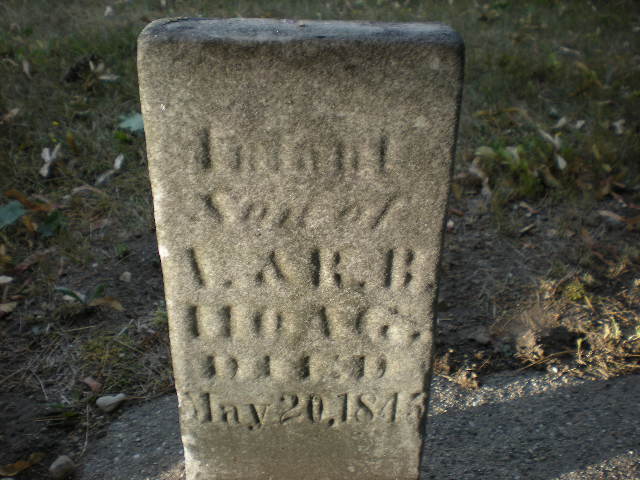 Infant
Son of
A. & R. B.
HOAG.
DIED
May 20, 1845